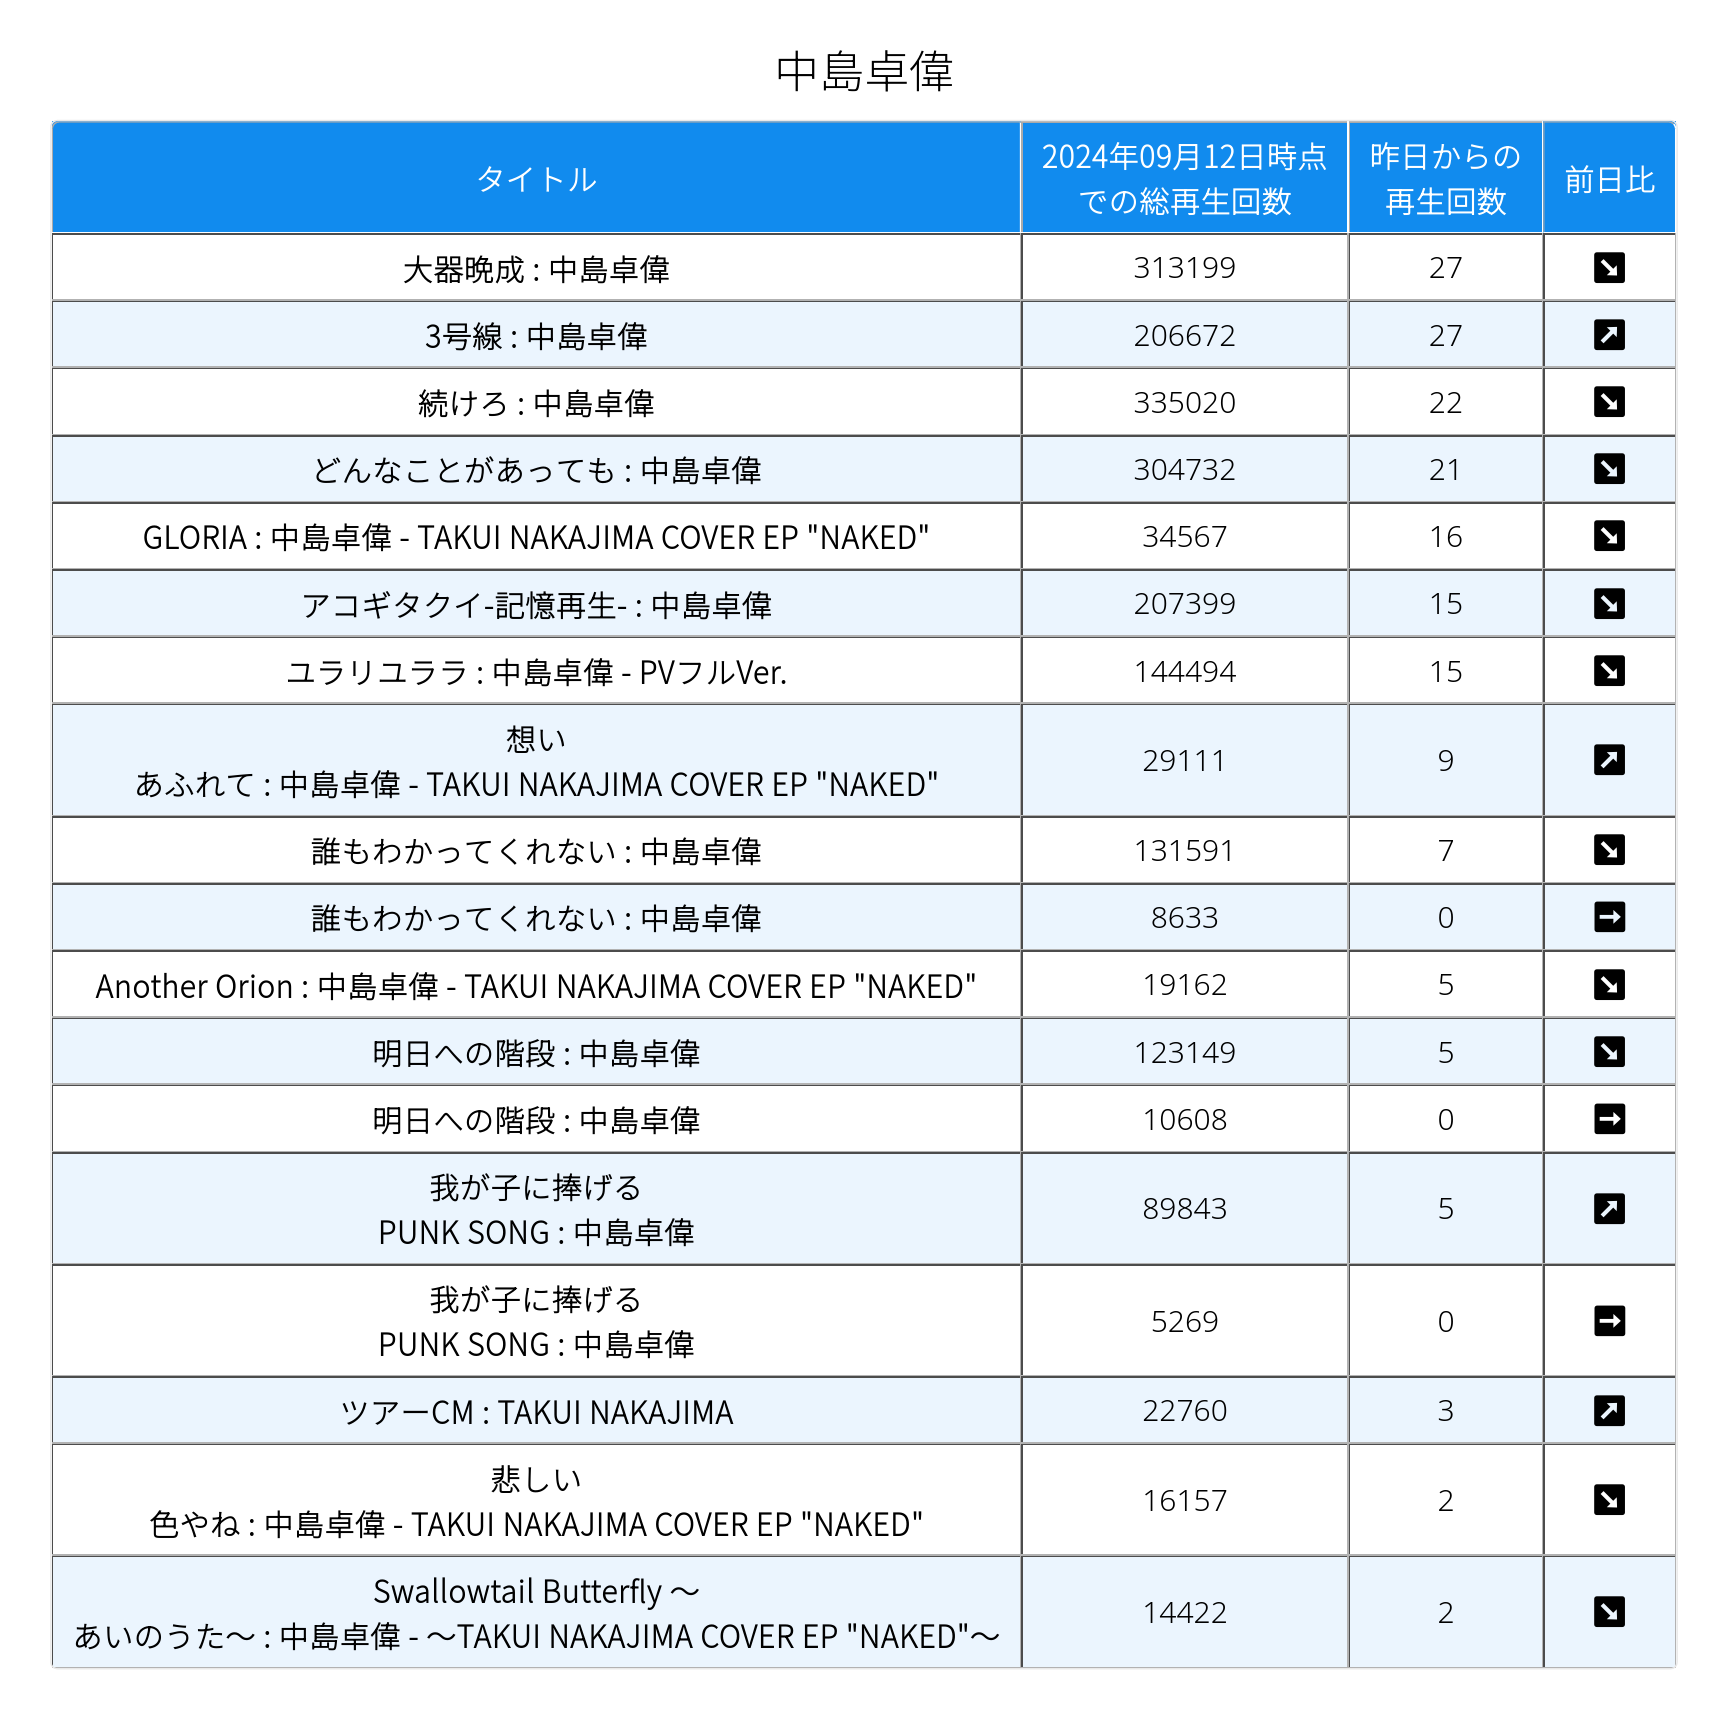 中島卓偉
タイトル
2024年09月12日時点
での総再生回数
昨日からの
再生回数
前日比
大器晩成 : 中島卓偉 313199 27 ↘
3号線 : 中島卓偉 206672 27 ↗
続けろ : 中島卓偉 335020 22 ↘
どんなことがあっても : 中島卓偉 304732 21 ↘
GLORIA : 中島卓偉 - TAKUI NAKAJIMA COVER EP "NAKED" 34567 16 ↘
アコギタクイ-記憶再生- : 中島卓偉 207399 15 ↘
ユラリユララ : 中島卓偉 - PVフルVer. 144494 15 ↘
想い
あふれて : 中島卓偉 - TAKUI NAKAJIMA COVER EP "NAKED" 29111 9 ↗
誰もわかってくれない : 中島卓偉 131591 7 ↘
誰もわかってくれない : 中島卓偉 8633 0 →
Another Orion : 中島卓偉 - TAKUI NAKAJIMA COVER EP "NAKED" 19162 5 ↘
明日への階段 : 中島卓偉 123149 5 ↘
明日への階段 : 中島卓偉 10608 0 →
我が子に捧げる
PUNK SONG : 中島卓偉 89843 5 ↗
我が子に捧げる
PUNK SONG : 中島卓偉 5269 0 →
ツアーCM : TAKUI NAKAJIMA 22760 3 ↗
悲しい
色やね : 中島卓偉 - TAKUI NAKAJIMA COVER EP "NAKED" 16157 2 ↘
Swallowtail Butterfly ～
あいのうた～ : 中島卓偉 - ～TAKUI NAKAJIMA COVER EP "NAKED"～ 14422 2 ↘